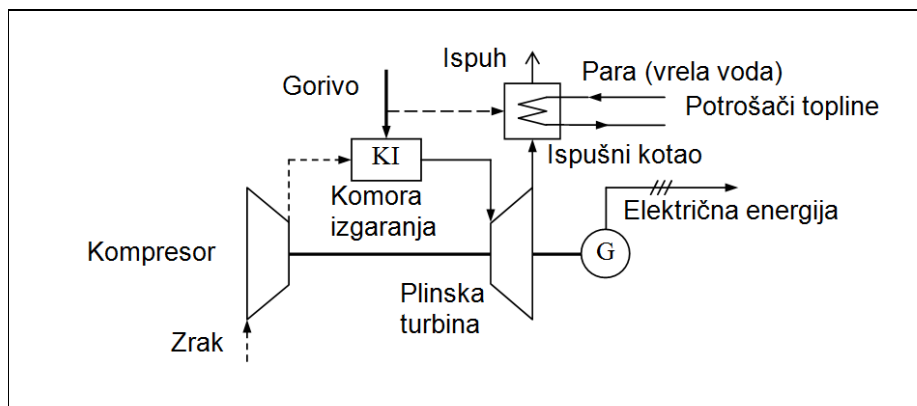 Ispuh
Para (vrela voda)
Gorivo
Potrošači topline
KI
Ispušni kotao
Komora
izgaranja
Električna energija
Kompresor
G
Plinska
turbina
Zrak